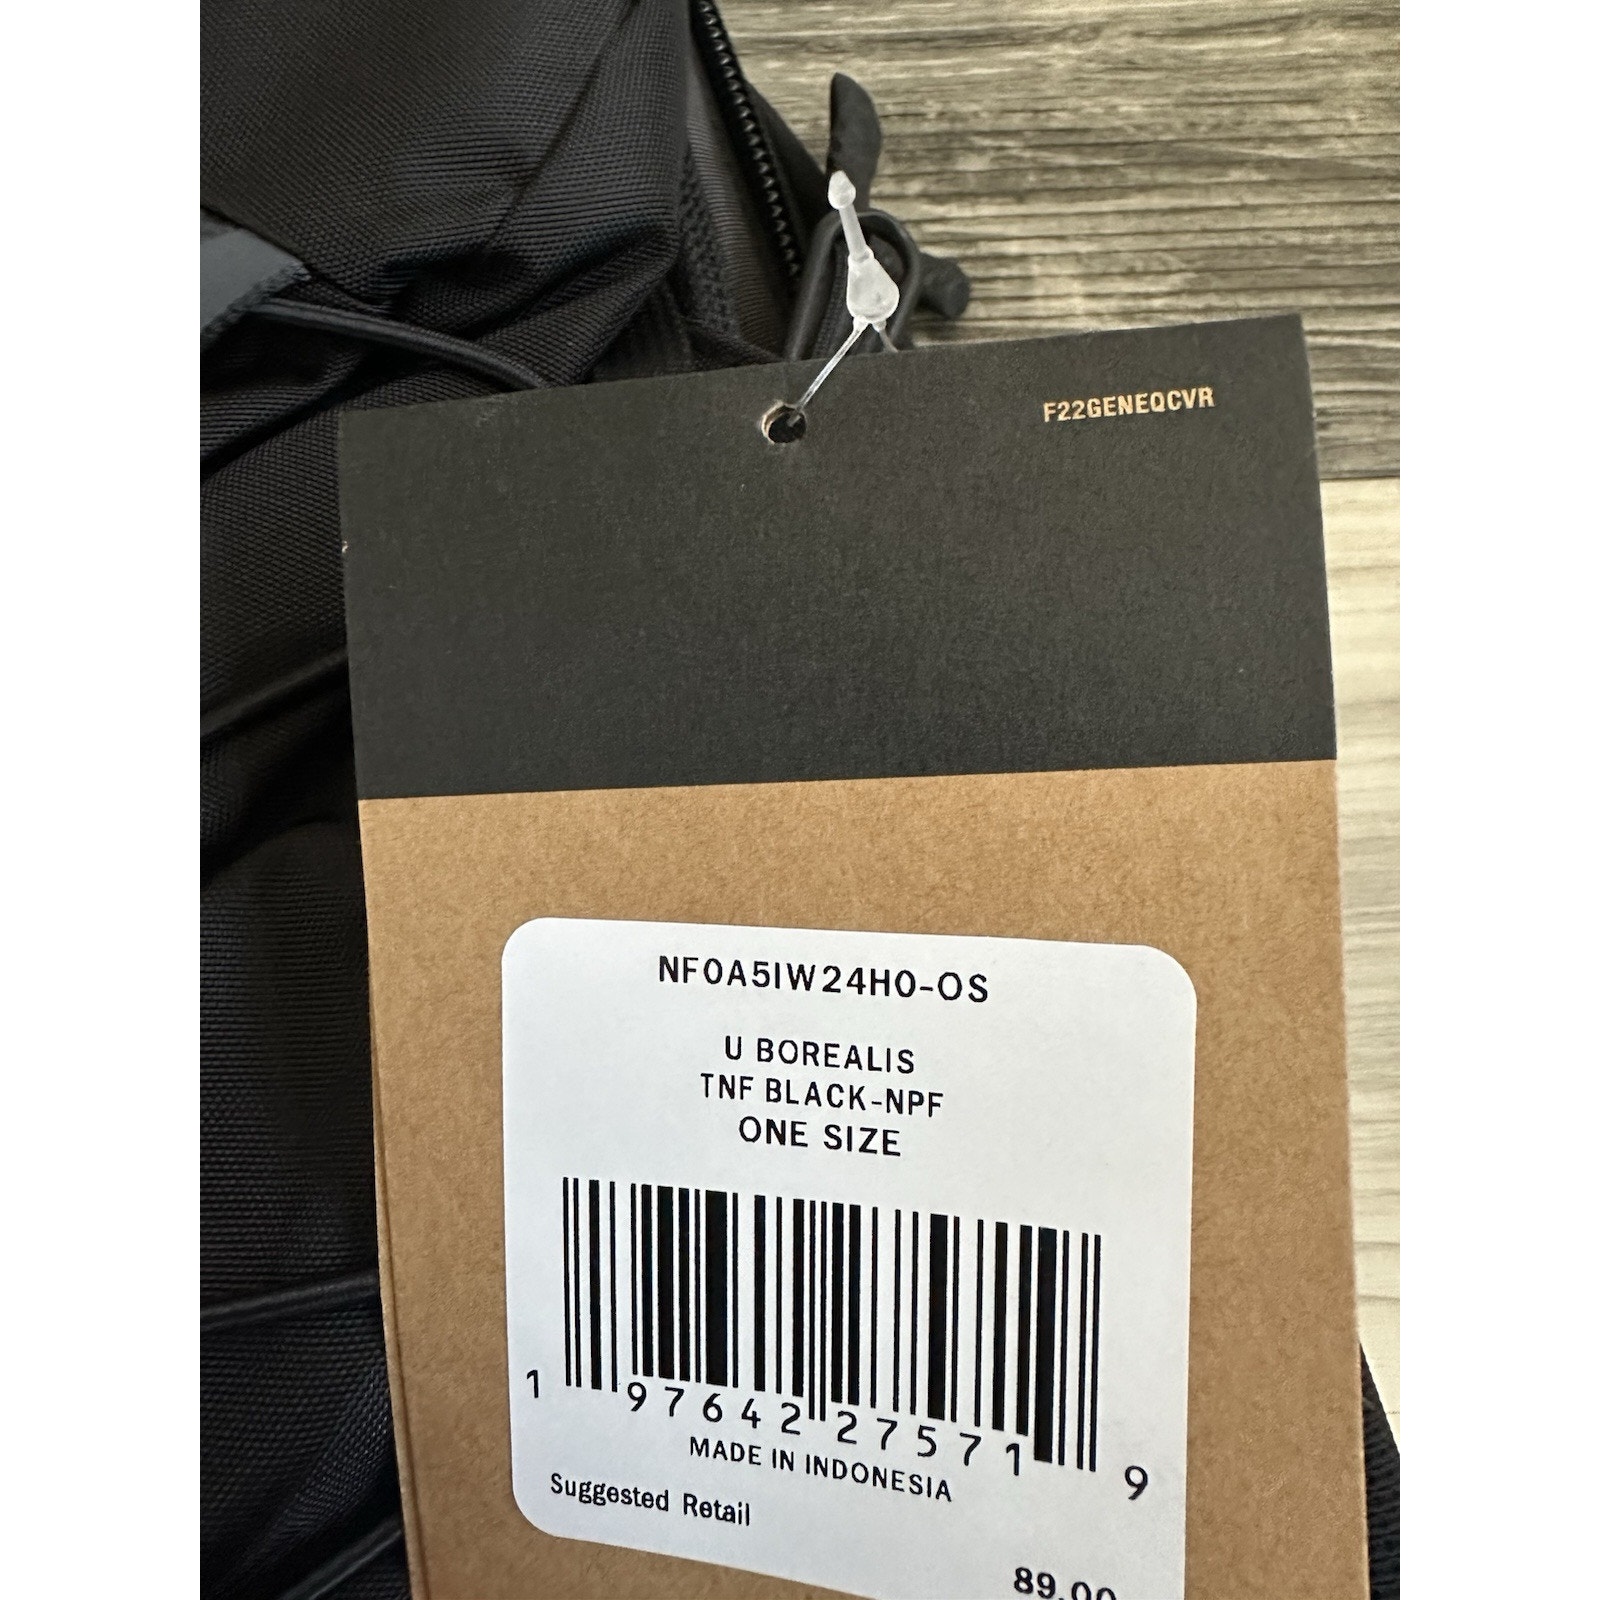 F22GENEQCVR
NF0A5IW24H0-OS
U BOREALIS
TNF BLACK-NPF
ONE SIZE
1 97642 27571 9
MADE IN INDONESIA
Suggested Retail
89.00